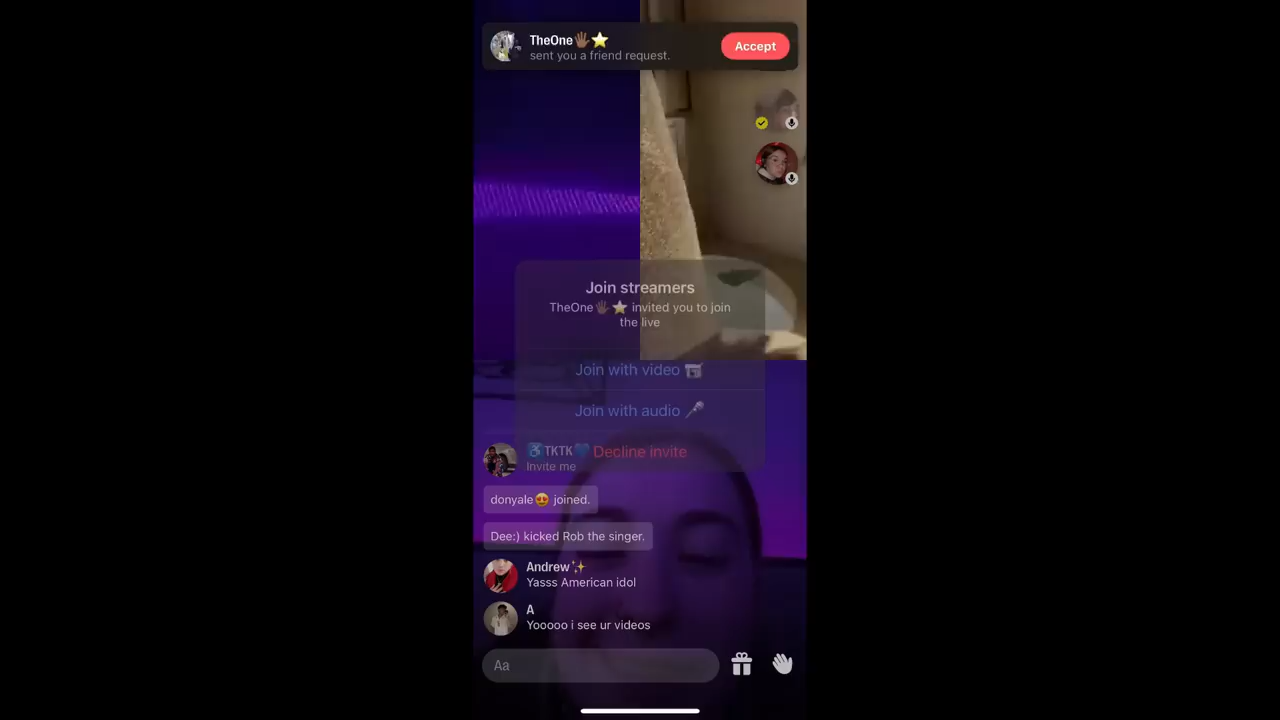 TheOne🖐🏾⭐
sent you a friend request.
Accept
Join streamers
TheOne🖐🏾⭐ invited you to join
the live
Join with video 📹
Join with audio 🎤
♿TKTK💙
Decline invite
Invite me
donyale😍 joined.
Dee:) kicked Rob the singer.
Andrew✨
Yasss American idol
A
Yooooo i see ur videos
Aa